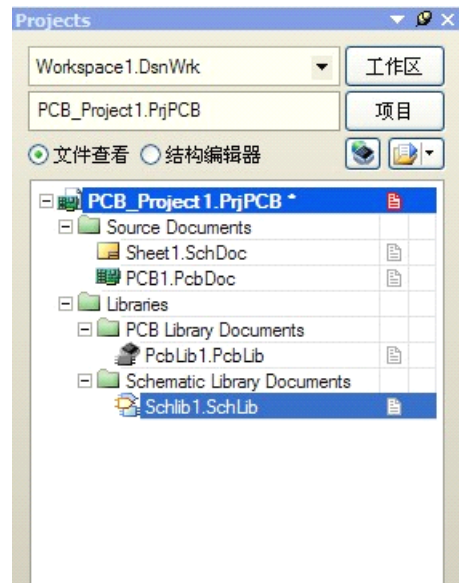 Projects
Workspace1.DsnWrk
工作区
PCB_Project1.PrjPCB
项目
文件查看 结构编辑器
PCB_Project1.PrjPCB *
Source Documents
Sheet1.SchDoc
PCB1.PcbDoc
Libraries
PCB Library Documents
PcbLib1.PcbLib
Schematic Library Documents
Schlib1.SchLib